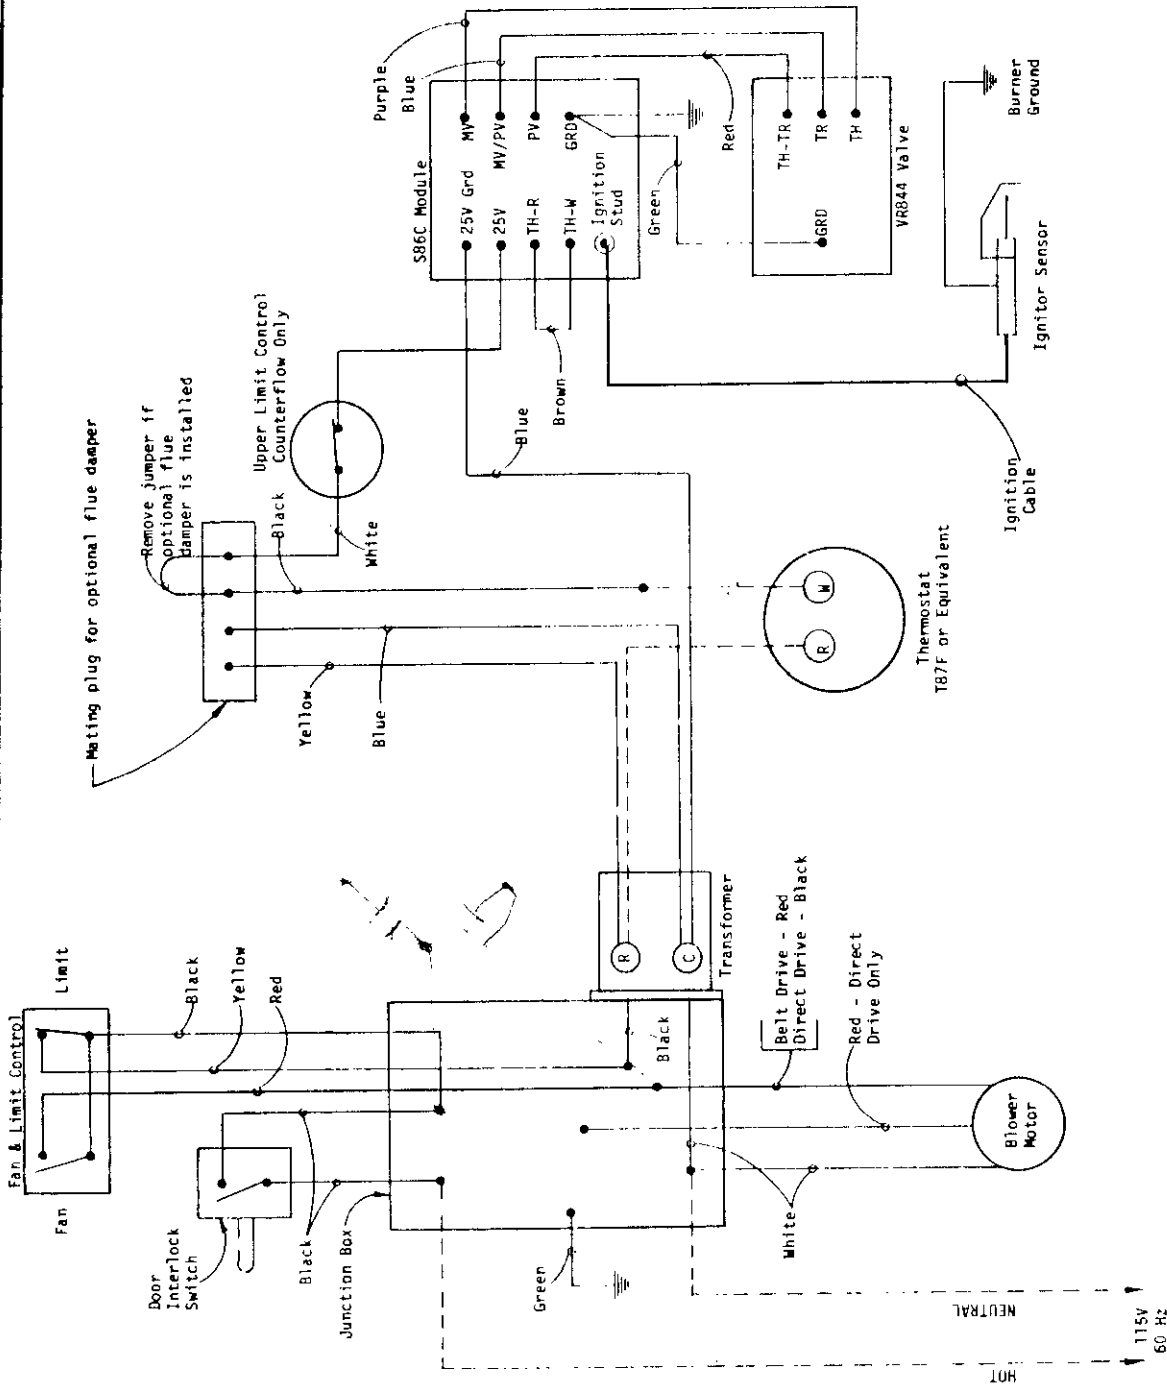 Purple
Blue
S86C Module
25V Grd
MV
25V
MV/PV
TH-R
PV
TH-W
GRD
Ignition
Stud
Green
Red
TH-TR
TR
TH
GRD
VR844 Valve
Burner
Ground
Ignitor Sensor
Ignition
Cable
Brown
Blue
Upper Limit Control
Counterflow Only
White
Black
Remove jumper if
optional flue
damper is installed
Mating plug for optional flue damper
Yellow
Blue
R
W
Thermostat
T87F or Equivalent
R
C
Transformer
Fan & Limit Control
Limit
Fan
Black
Yellow
Red
Door
Interlock
Switch
Black
Junction Box
Black
Green
White
Belt Drive - Red
Direct Drive - Black
Red - Direct
Drive Only
Blower
Motor
NEUTRAL
HOT
115V
60 Hz